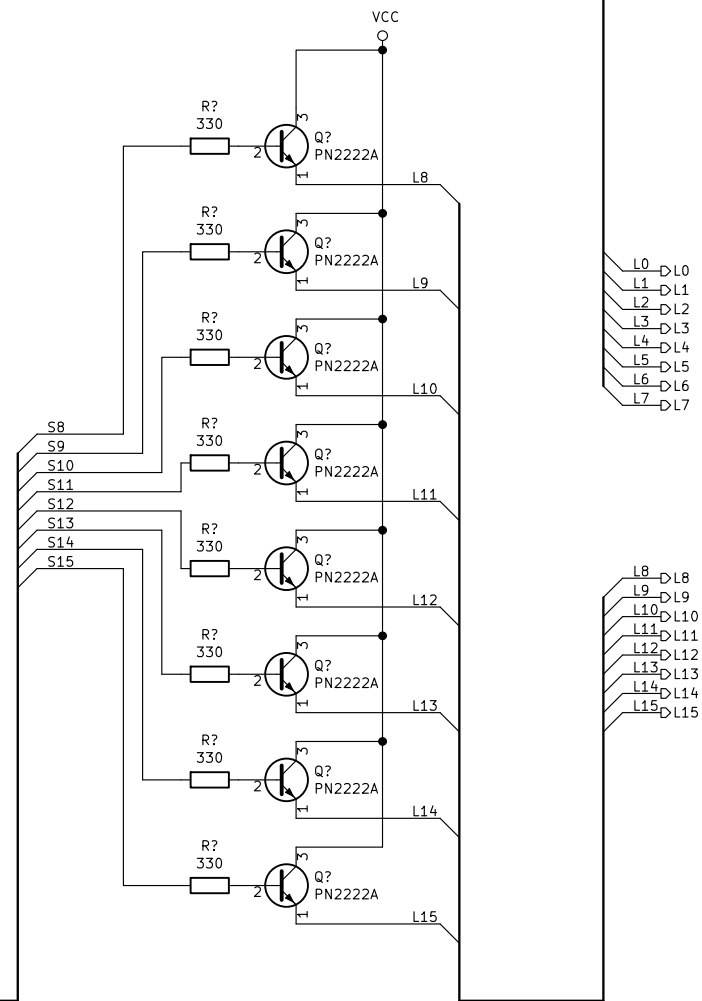 VCC
R?
330
3
2
1
Q?
PN2222A
L8
R?
330
3
2
1
Q?
PN2222A
L9
R?
330
3
2
1
Q?
PN2222A
L10
R?
330
3
2
1
Q?
PN2222A
L11
R?
330
3
2
1
Q?
PN2222A
L12
R?
330
3
2
1
Q?
PN2222A
L13
R?
330
3
2
1
Q?
PN2222A
L14
R?
330
3
2
1
Q?
PN2222A
L15
S8
S9
S10
S11
S12
S13
S14
S15
L0 L0
L1 L1
L2 L2
L3 L3
L4 L4
L5 L5
L6 L6
L7 L7
L8 L8
L9 L9
L10 L10
L11 L11
L12 L12
L13 L13
L14 L14
L15 L15